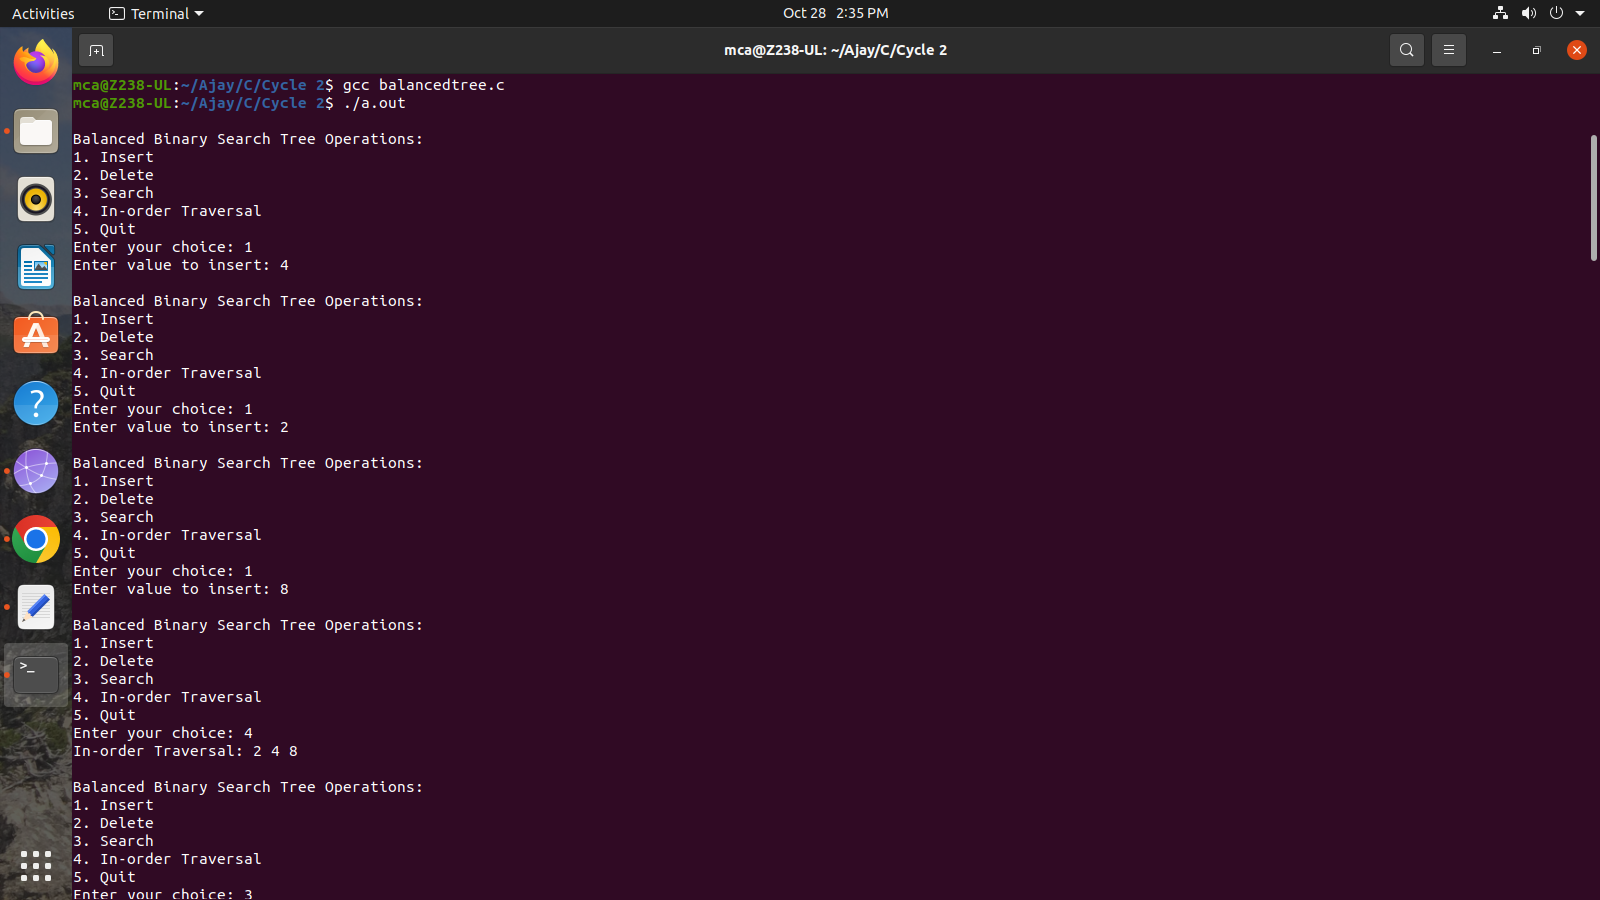 Activities Terminal Oct 28 2:35 PM
mca@Z238-UL: ~/Ajay/C/Cycle 2
mca@Z238-UL:~/Ajay/C/Cycle 2$ gcc balancedtree.c
mca@Z238-UL:~/Ajay/C/Cycle 2$ ./a.out
Balanced Binary Search Tree Operations:
1. Insert
2. Delete
3. Search
4. In-order Traversal
5. Quit
Enter your choice: 1
Enter value to insert: 4
Balanced Binary Search Tree Operations:
1. Insert
2. Delete
3. Search
4. In-order Traversal
5. Quit
Enter your choice: 1
Enter value to insert: 2
Balanced Binary Search Tree Operations:
1. Insert
2. Delete
3. Search
4. In-order Traversal
5. Quit
Enter your choice: 1
Enter value to insert: 8
Balanced Binary Search Tree Operations:
1. Insert
2. Delete
3. Search
4. In-order Traversal
5. Quit
Enter your choice: 4
In-order Traversal: 2 4 8
Balanced Binary Search Tree Operations:
1. Insert
2. Delete
3. Search
4. In-order Traversal
5. Quit
Enter your choice: 3